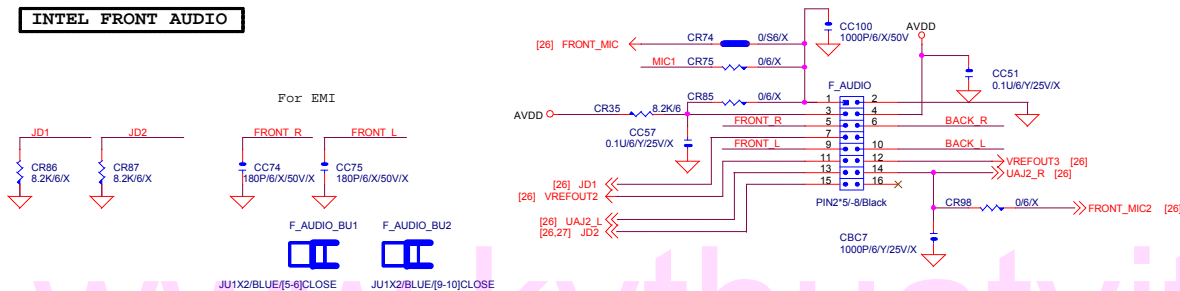 INTEL FRONT AUDIO
For EMI
JD1
CR86
8.2K/6/X
JD2
CR87
8.2K/6/X
FRONT_R
CC74
180P/6/X/50V/X
FRONT_L
CC75
180P/6/X/50V/X
F_AUDIO_BU1
JU1X2/BLUE/[5-6]CLOSE
F_AUDIO_BU2
JU1X2/BLUE/[9-10]CLOSE
[26] FRONT_MIC
CR74 0/S6/X
MIC1 CR75 0/6/X
CC100
1000P/6/X/50V
AVDD
CC51
0.1U/6/Y/25V/X
F_AUDIO
CR85 0/6/X
AVDD CR35 8.2K/6
CC57
0.1U/6/Y/25V/X
1 2
3 4
FRONT_R 5 6 BACK_R
7
FRONT_L 9 10 BACK_L
11 12 VREFOUT3 [26]
13 14 UAJ2_R [26]
15 16
PIN2*5/-8/Black
[26] JD1
[26] VREFOUT2
[26] UAJ2_L
[26,27] JD2
CR98 0/6/X FRONT_MIC2 [26]
CBC7
1000P/6/Y/25V/X